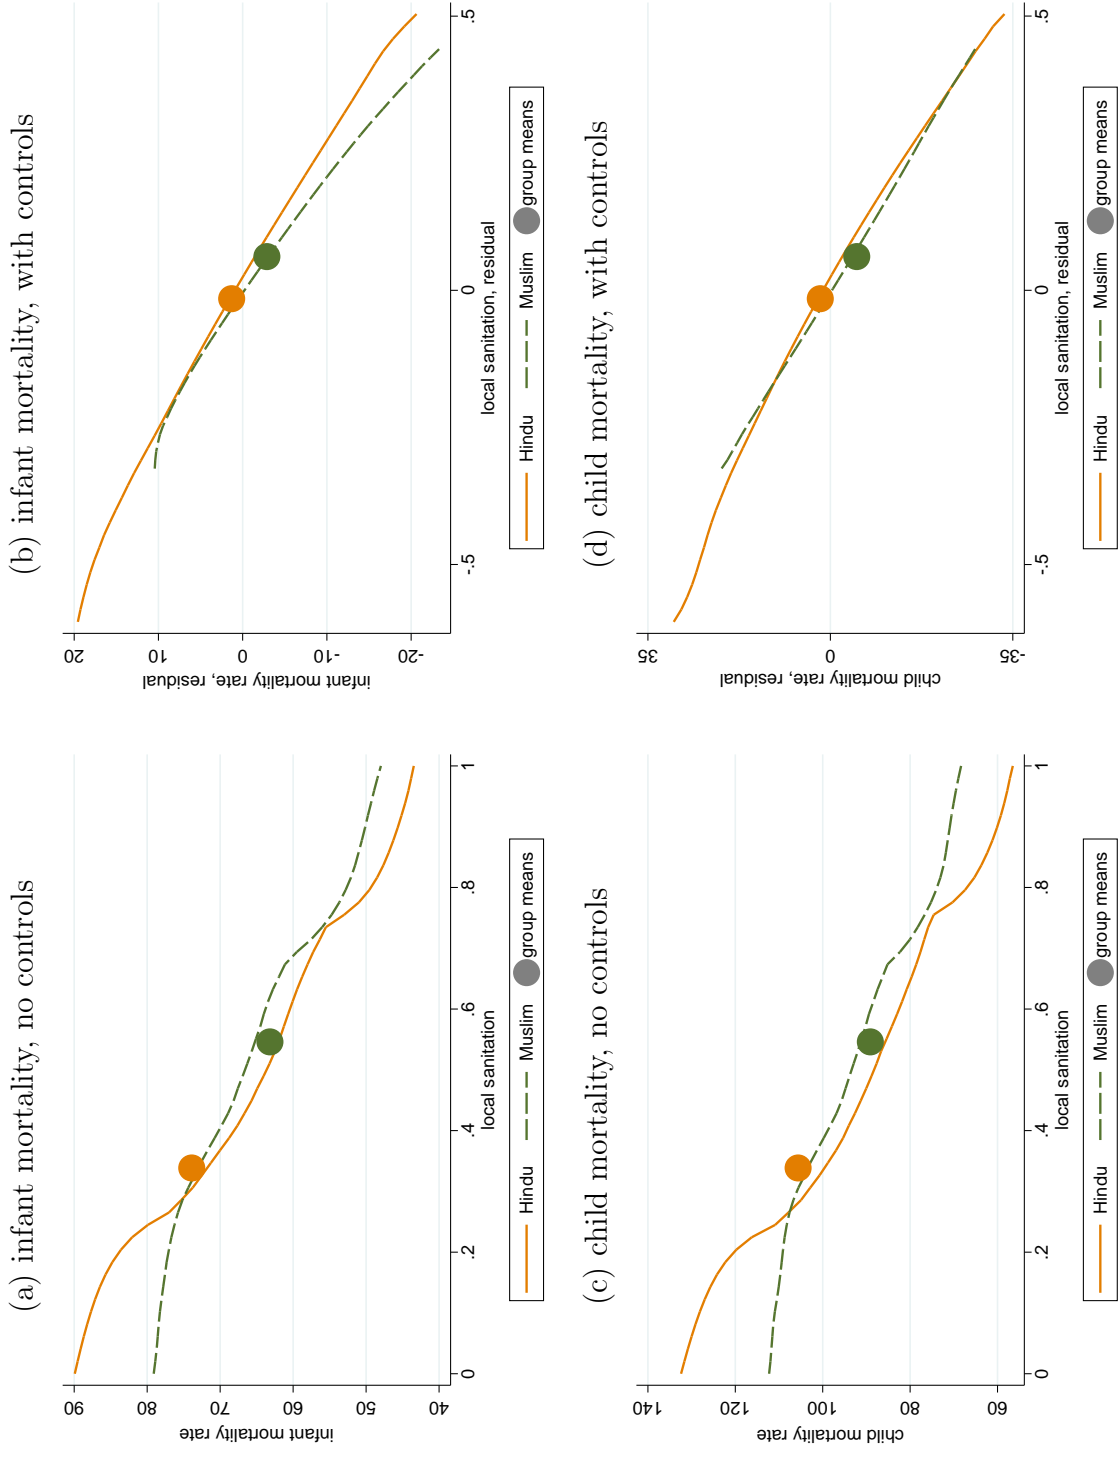 (a) infant mortality, no controls
infant mortality rate
90
80
70
60
50
40
0
.2
.4
.6
.8
1
local sanitation
Hindu
Muslim
group means
(b) infant mortality, with controls
infant mortality rate, residual
20
10
0
-10
-20
-.5
0
.5
local sanitation, residual
Hindu
Muslim
group means
(c) child mortality, no controls
child mortality rate
140
120
100
80
60
0
.2
.4
.6
.8
1
local sanitation
Hindu
Muslim
group means
(d) child mortality, with controls
child mortality rate, residual
35
0
-35
-.5
0
.5
local sanitation, residual
Hindu
Muslim
group means